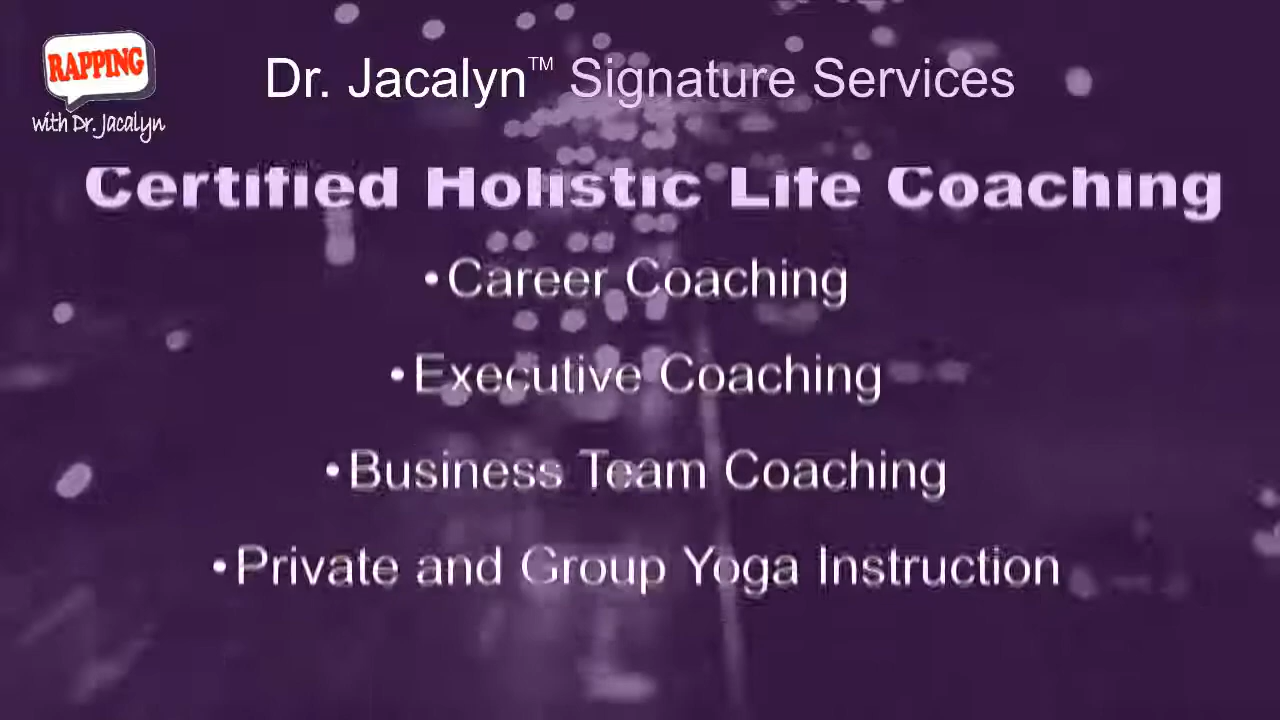 RAPPING
with Dr. Jacalyn
Dr. Jacalyn™ Signature Services
Certified Holistic Life Coaching
•Career Coaching
•Executive Coaching
•Business Team Coaching
•Private and Group Yoga Instruction